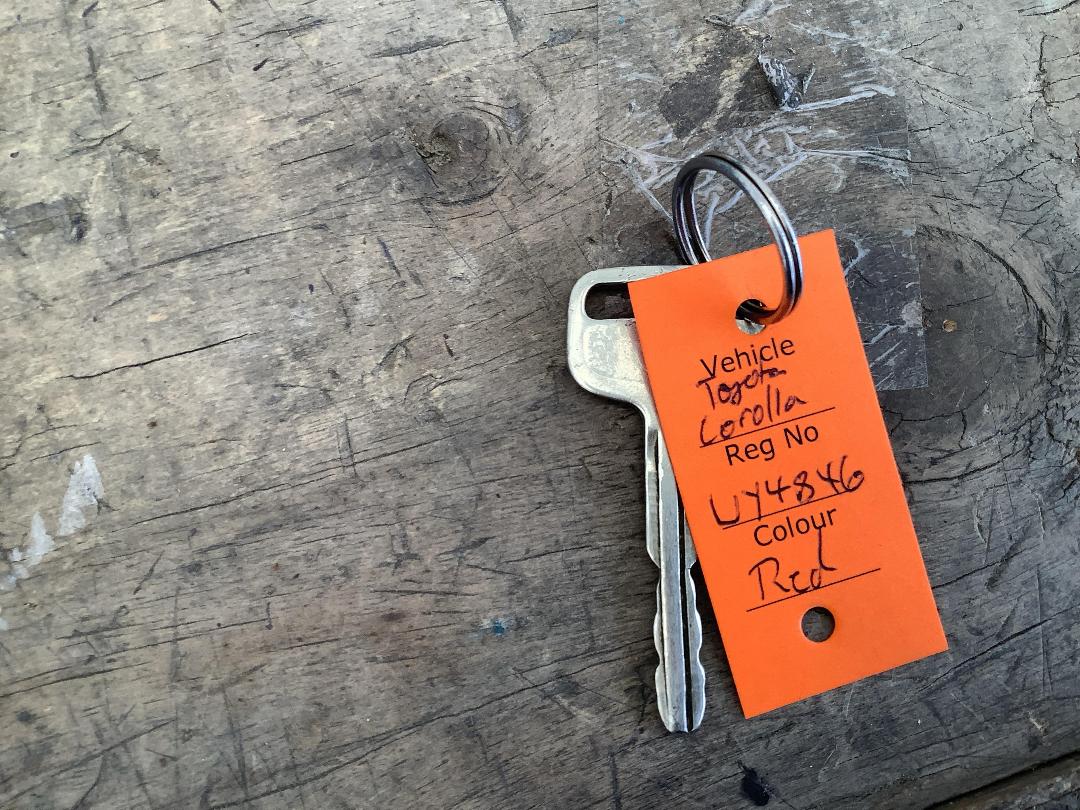 Vehicle
Toyota
Corolla
Reg No
UY4846
Colour
Red